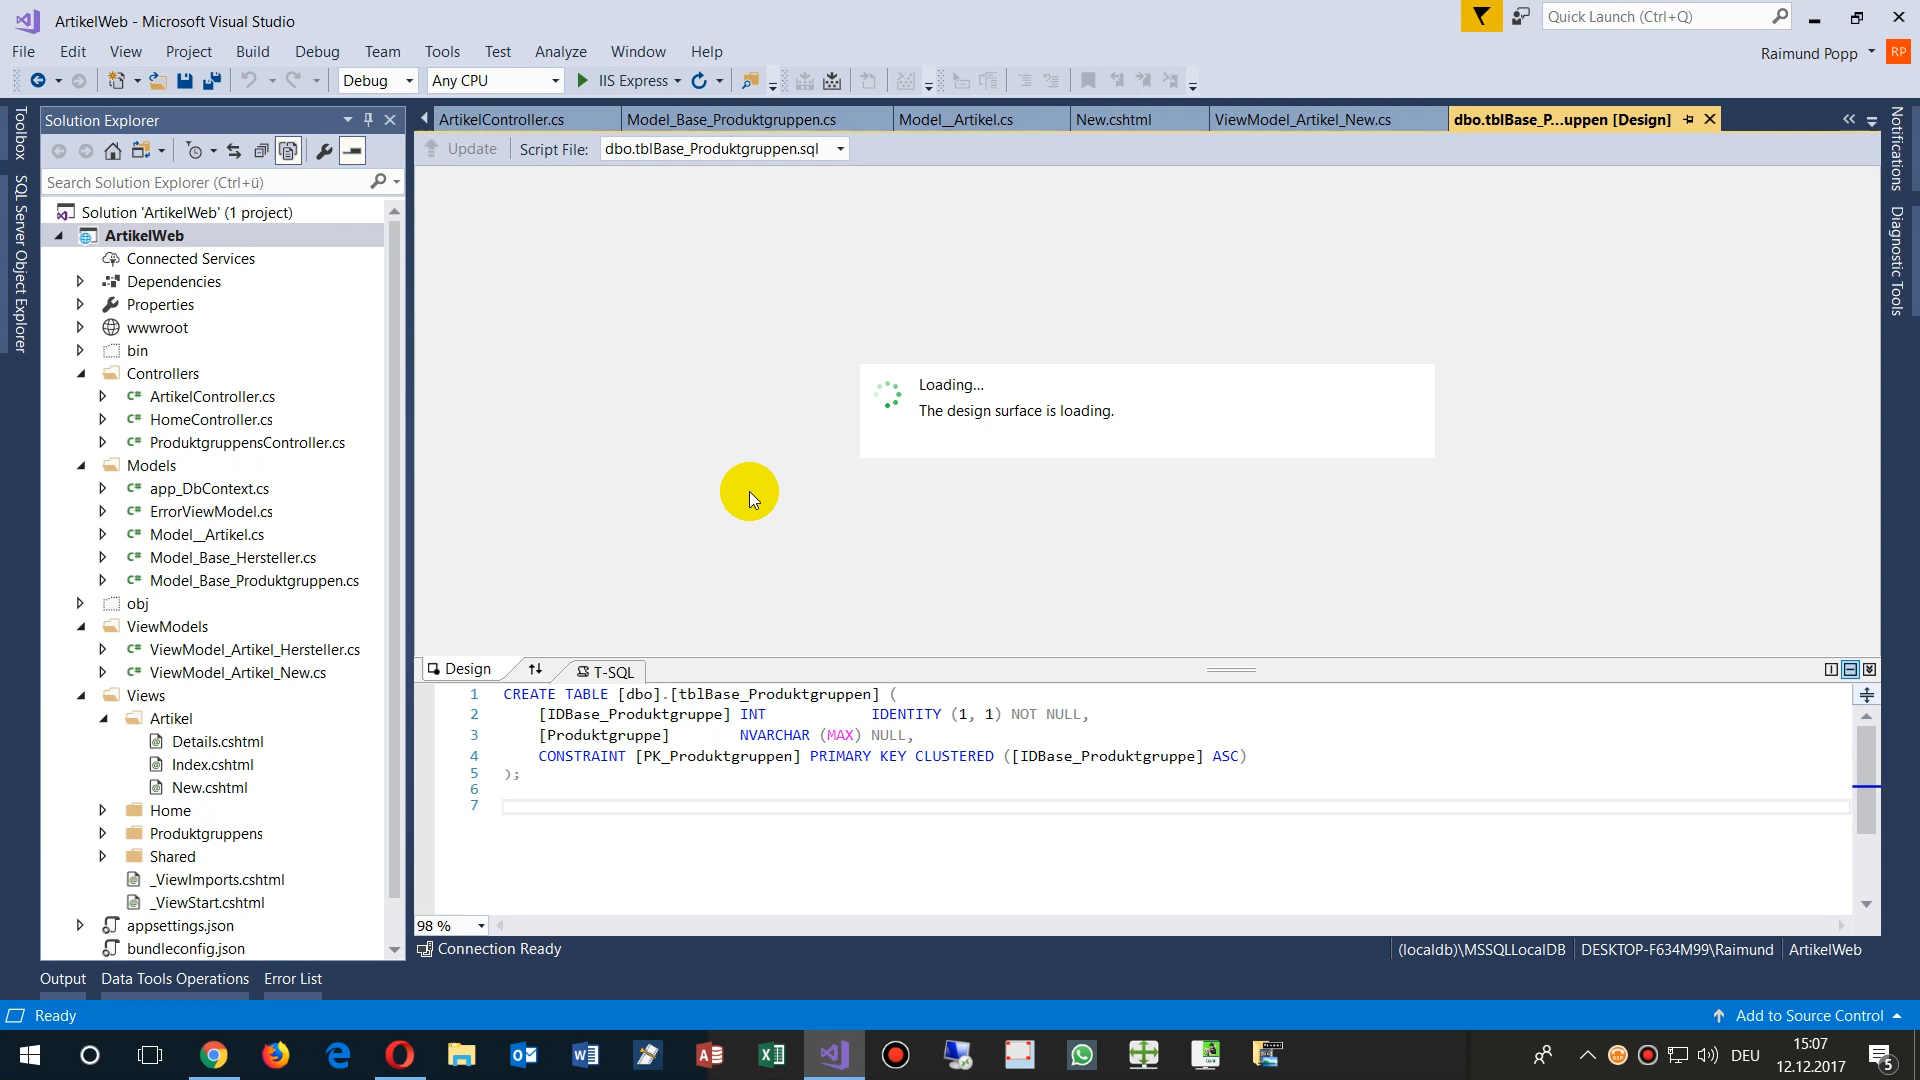 ArtikelWeb - Microsoft Visual Studio
Quick Launch (Ctrl+Q)
File Edit View Project Build Debug Team Tools Test Analyze Window Help
Raimund Popp RP
Debug Any CPU IIS Express
Toolbox
SQL Server Object Explorer
Solution Explorer
Search Solution Explorer (Ctrl+ü)
Solution 'ArtikelWeb' (1 project)
ArtikelWeb
Connected Services
Dependencies
Properties
wwwroot
bin
Controllers
C# ArtikelController.cs
C# HomeController.cs
C# ProduktgruppensController.cs
Models
C# app_DbContext.cs
C# ErrorViewModel.cs
C# Model__Artikel.cs
C# Model_Base_Hersteller.cs
C# Model_Base_Produktgruppen.cs
obj
ViewModels
C# ViewModel_Artikel_Hersteller.cs
C# ViewModel_Artikel_New.cs
Views
Artikel
Details.cshtml
Index.cshtml
New.cshtml
Home
Produktgruppens
Shared
_ViewImports.cshtml
_ViewStart.cshtml
appsettings.json
bundleconfig.json
ArtikelController.cs Model_Base_Produktgruppen.cs Model__Artikel.cs New.cshtml ViewModel_Artikel_New.cs dbo.tblBase_P...uppen [Design]
Update Script File: dbo.tblBase_Produktgruppen.sql
Loading...
The design surface is loading.
Design T-SQL
1 CREATE TABLE [dbo].[tblBase_Produktgruppen] (
2 [IDBase_Produktgruppe] INT IDENTITY (1, 1) NOT NULL,
3 [Produktgruppe] NVARCHAR (MAX) NULL,
4 CONSTRAINT [PK_Produktgruppen] PRIMARY KEY CLUSTERED ([IDBase_Produktgruppe] ASC)
5 );
6
7
98 %
Connection Ready (localdb)\MSSQLLocalDB DESKTOP-F634M99\Raimund ArtikelWeb
Notifications
Diagnostic Tools
Output Data Tools Operations Error List
Ready Add to Source Control
DEU
15:07
12.12.2017
5